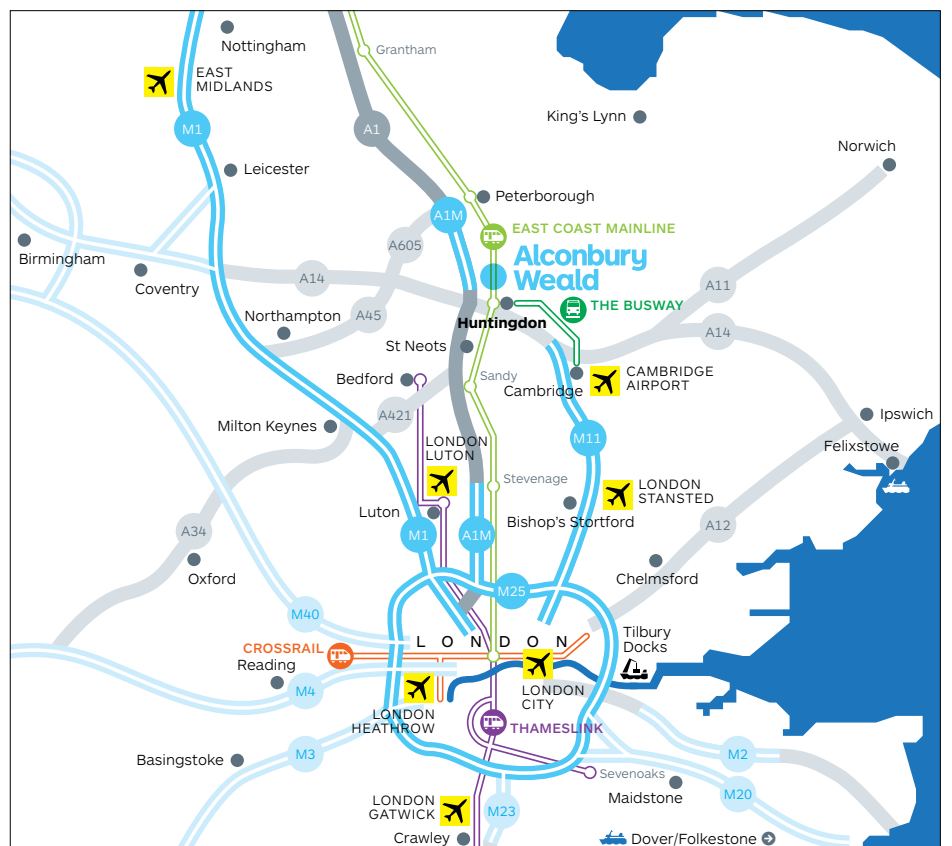 Nottingham
Grantham
EAST
MIDLANDS
King's Lynn
M1
A1
Norwich
Leicester
Peterborough
A1M
EAST COAST MAINLINE
A605
Birmingham
Alconbury
Weald
Coventry
A14
A11
THE BUSWAY
Northampton
A45
Huntingdon
A14
St Neots
Bedford
Sandy
Cambridge
CAMBRIDGE
AIRPORT
A421
Milton Keynes
Ipswich
LONDON
LUTON
M11
Felixstowe
Stevenage
LONDON
STANSTED
Luton
Bishop's Stortford
A34
M1
A1M
A12
Oxford
Chelmsford
M25
M40
LONDON
Tilbury
Docks
CROSSRAIL
Reading
M4
LONDON
CITY
LONDON
HEATHROW
THAMESLINK
Basingstoke
M3
M2
Sevenoaks
Maidstone
M20
LONDON
GATWICK
M23
Crawley
Dover/Folkestone